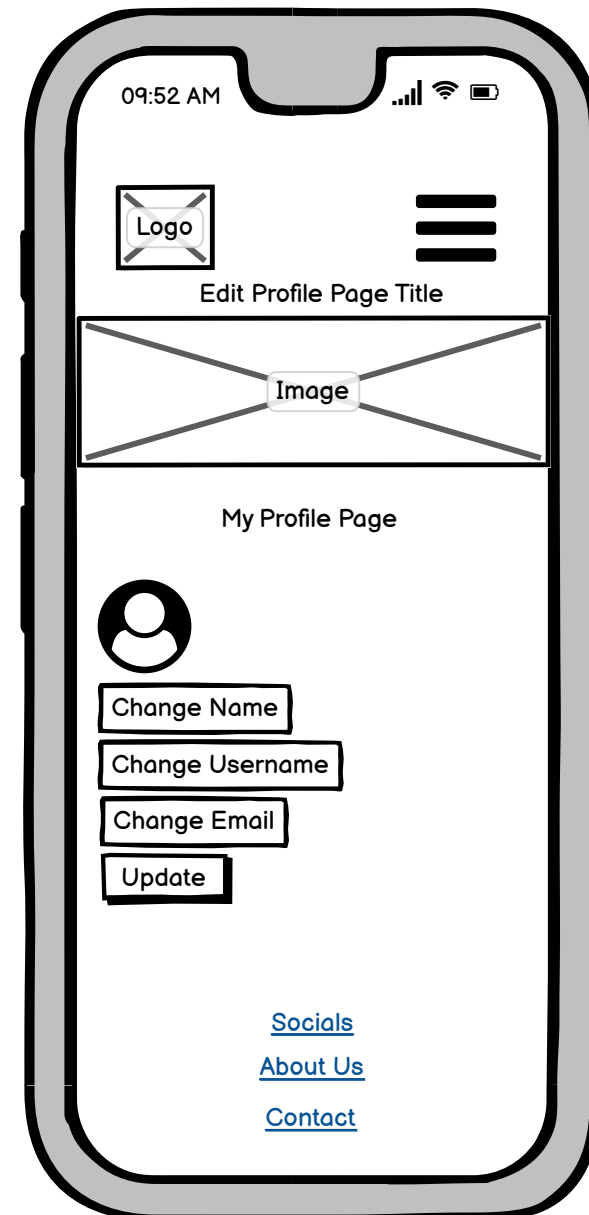 09:52 AM
Logo
Edit Profile Page Title
Image
My Profile Page
Change Name
Change Username
Change Email
Update
Socials
About Us
Contact